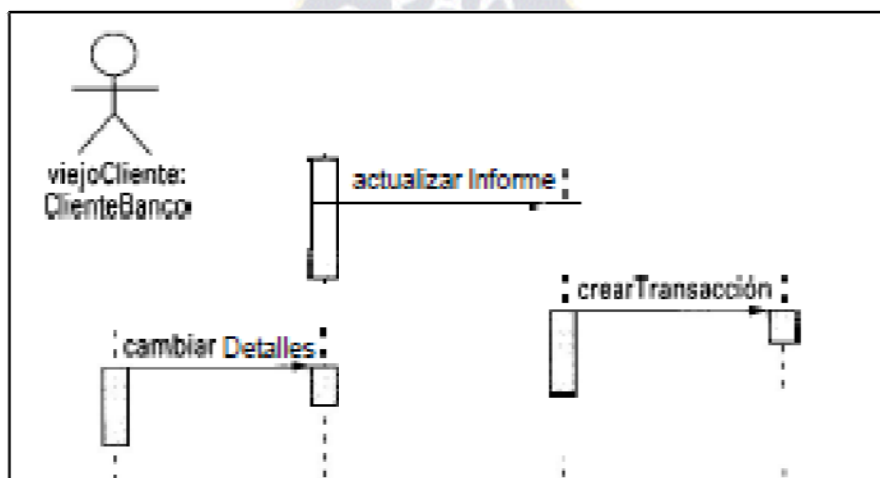 viejoCliente:
ClienteBanco
actualizar Informe
crearTransacción
cambiar Detalles